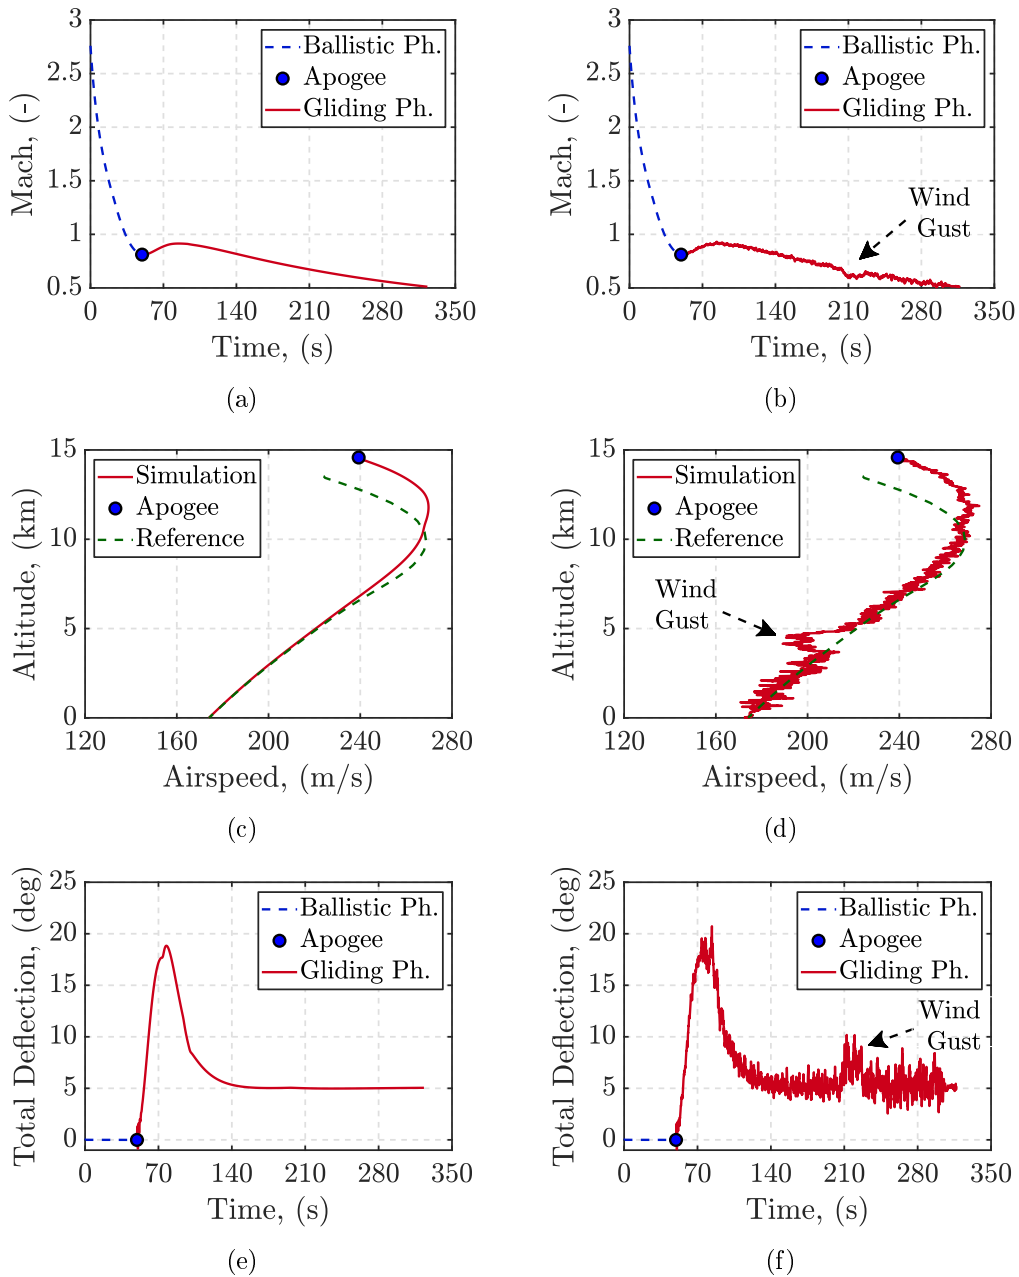 3
2.5
2
1.5
1
0.5
Mach, (-)
Ballistic Ph.
Apogee
Gliding Ph.
0 70 140 210 280 350
Time, (s)
(a)
3
2.5
2
1.5
1
0.5
Mach, (-)
Ballistic Ph.
Apogee
Gliding Ph.
Wind
Gust
0 70 140 210 280 350
Time, (s)
(b)
15
10
5
0
Altitude, (km)
Simulation
Apogee
Reference
120 160 200 240 280
Airspeed, (m/s)
(c)
15
10
5
0
Altitude, (km)
Simulation
Apogee
Reference
Wind
Gust
120 160 200 240 280
Airspeed, (m/s)
(d)
25
20
15
10
5
0
Total Deflection, (deg)
Ballistic Ph.
Apogee
Gliding Ph.
0 70 140 210 280 350
Time, (s)
(e)
25
20
15
10
5
0
Total Deflection, (deg)
Ballistic Ph.
Apogee
Gliding Ph.
Wind
Gust
0 70 140 210 280 350
Time, (s)
(f)